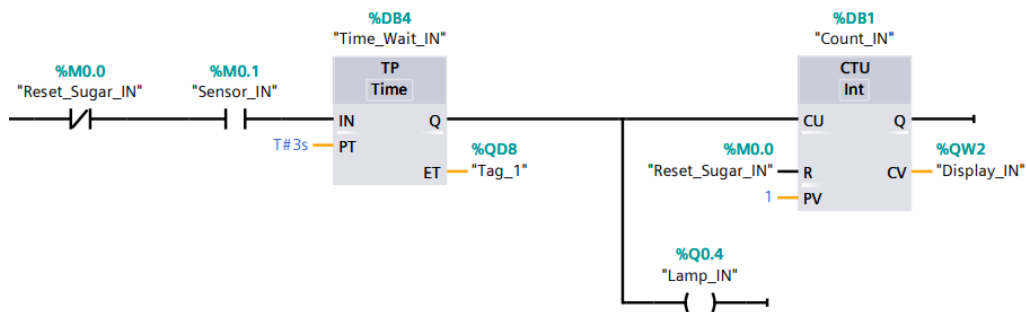 %DB4
"Time_Wait_IN"
%DB1
"Count_IN"
%M0.0
"Reset_Sugar_IN"
%M0.1
"Sensor_IN"
TP
Time
CTU
Int
IN
Q
CU
Q
T#3s
PT
%QD8
ET
"Tag_1"
%M0.0
"Reset_Sugar_IN"
R
%QW2
CV
"Display_IN"
1
PV
%Q0.4
"Lamp_IN"